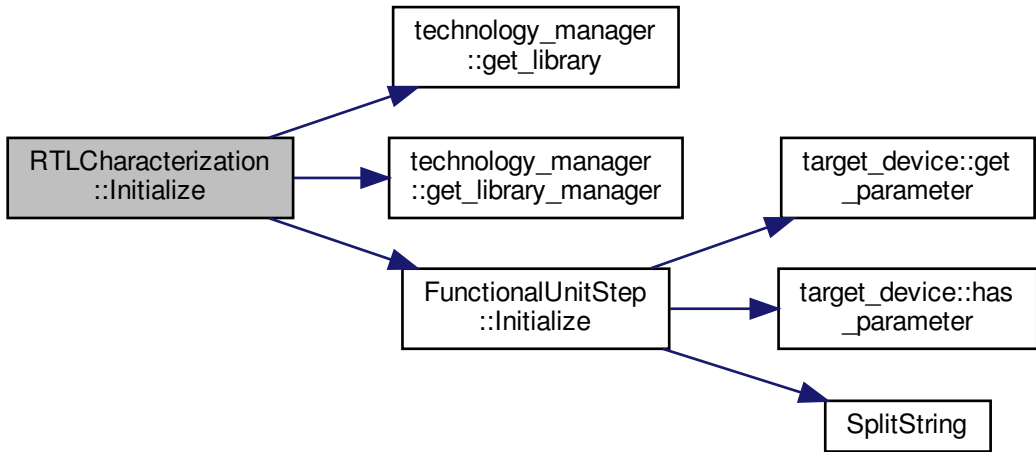 technology_manager
::get_library
RTLCharacterization
::Initialize
technology_manager
::get_library_manager
FunctionalUnitStep
::Initialize
target_device::get
_parameter
target_device::has
_parameter
SplitString